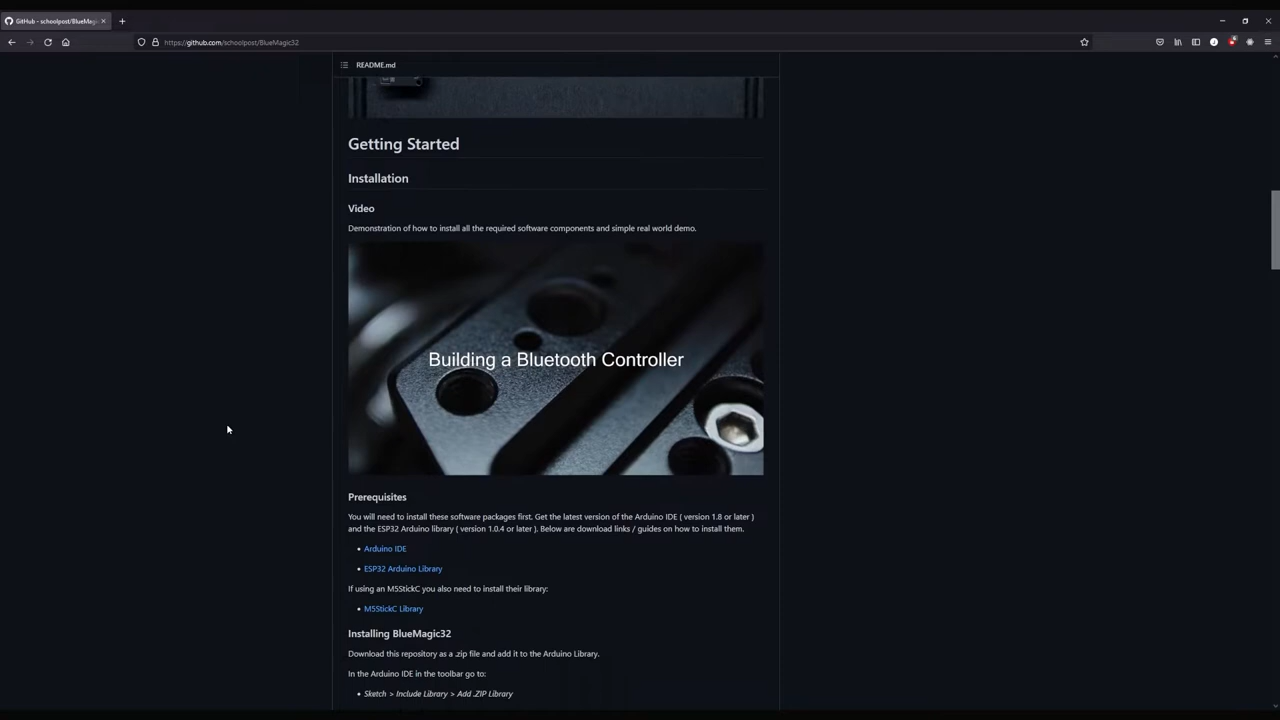 GitHub - schoolpost/BlueMagic
https://github.com/schoolpost/BlueMagic32
README.md
Getting Started
Installation
Video
Demonstration of how to install all the required software components and simple real world demo.
Building a Bluetooth Controller
Prerequisites
You will need to install these software packages first. Get the latest version of the Arduino IDE ( version 1.8 or later )
and the ESP32 Arduino library ( version 1.0.4 or later ). Below are download links / guides on how to install them.
Arduino IDE
ESP32 Arduino Library
If using an M5StickC you also need to install their library:
M5StickC Library
Installing BlueMagic32
Download this repository as a .zip file and add it to the Arduino Library.
In the Arduino IDE in the toolbar go to:
Sketch > Include Library > Add .ZIP Library